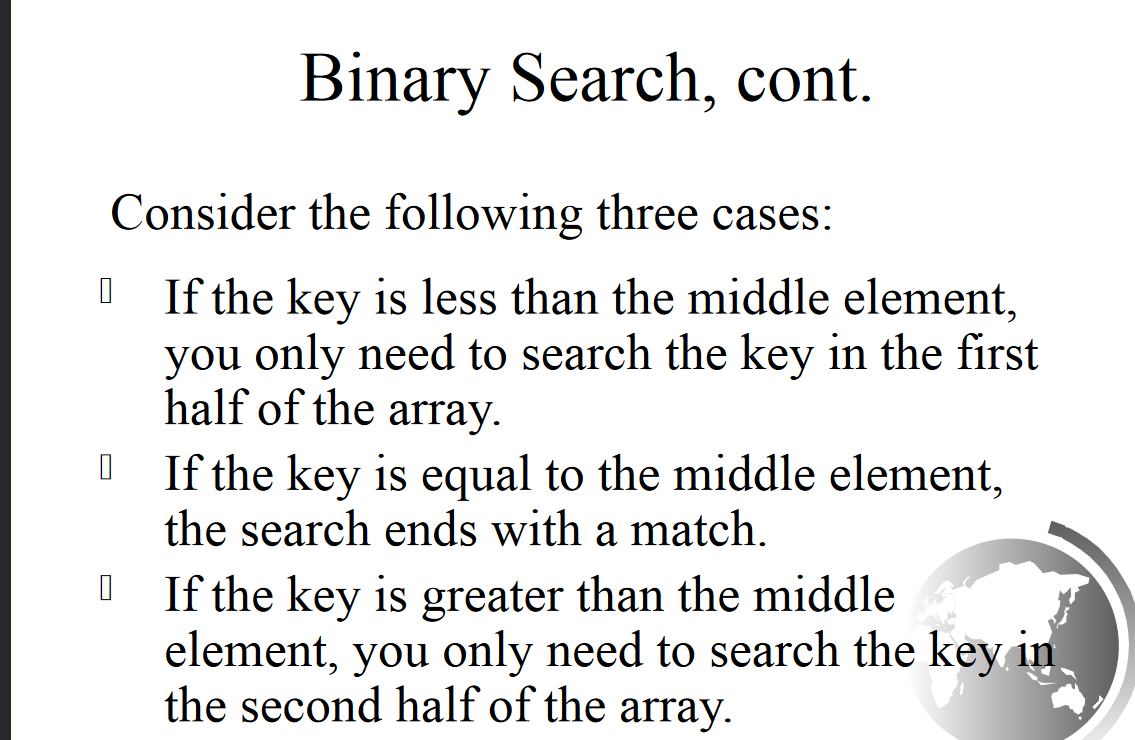 Binary Search, cont.
Consider the following three cases:
If the key is less than the middle element,
you only need to search the key in the first
half of the array.
If the key is equal to the middle element,
the search ends with a match.
If the key is greater than the middle
element, you only need to search the key in
the second half of the array.